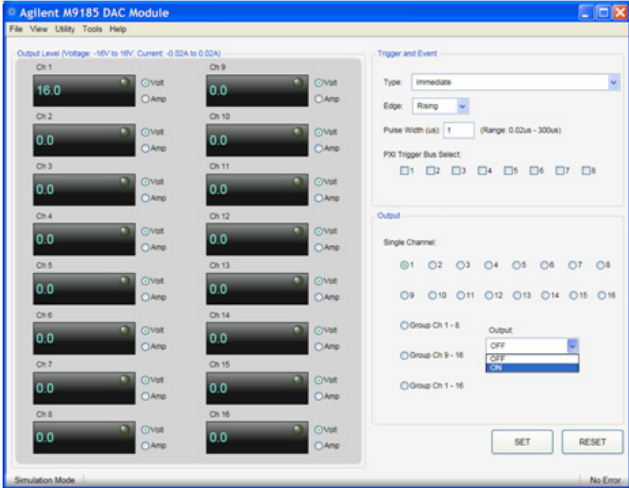 Agilent M9185 DAC Module
File View Utility Tools Help
Output Level (Voltage: -16V to 16V, Current: -0.02A to 0.02A)
Ch 1
16.0
Volt
Amp
Ch 2
0.0
Volt
Amp
Ch 3
0.0
Volt
Amp
Ch 4
0.0
Volt
Amp
Ch 5
0.0
Volt
Amp
Ch 6
0.0
Volt
Amp
Ch 7
0.0
Volt
Amp
Ch 8
0.0
Volt
Amp
Ch 9
0.0
Volt
Amp
Ch 10
0.0
Volt
Amp
Ch 11
0.0
Volt
Amp
Ch 12
0.0
Volt
Amp
Ch 13
0.0
Volt
Amp
Ch 14
0.0
Volt
Amp
Ch 15
0.0
Volt
Amp
Ch 16
0.0
Volt
Amp
Trigger and Event
Type: Immediate
Edge: Rising
Pulse Width (us): 1 (Range: 0.02us - 300us)
PXI Trigger Bus Select:
1 2 3 4 5 6 7 8
Output
Single Channel:
1 2 3 4 5 6 7 8
9 10 11 12 13 14 15 16
Group Ch 1 - 8
Group Ch 9 - 16
Group Ch 1 - 16
Output:
OFF
OFF
ON
SET RESET
Simulation Mode
No Error